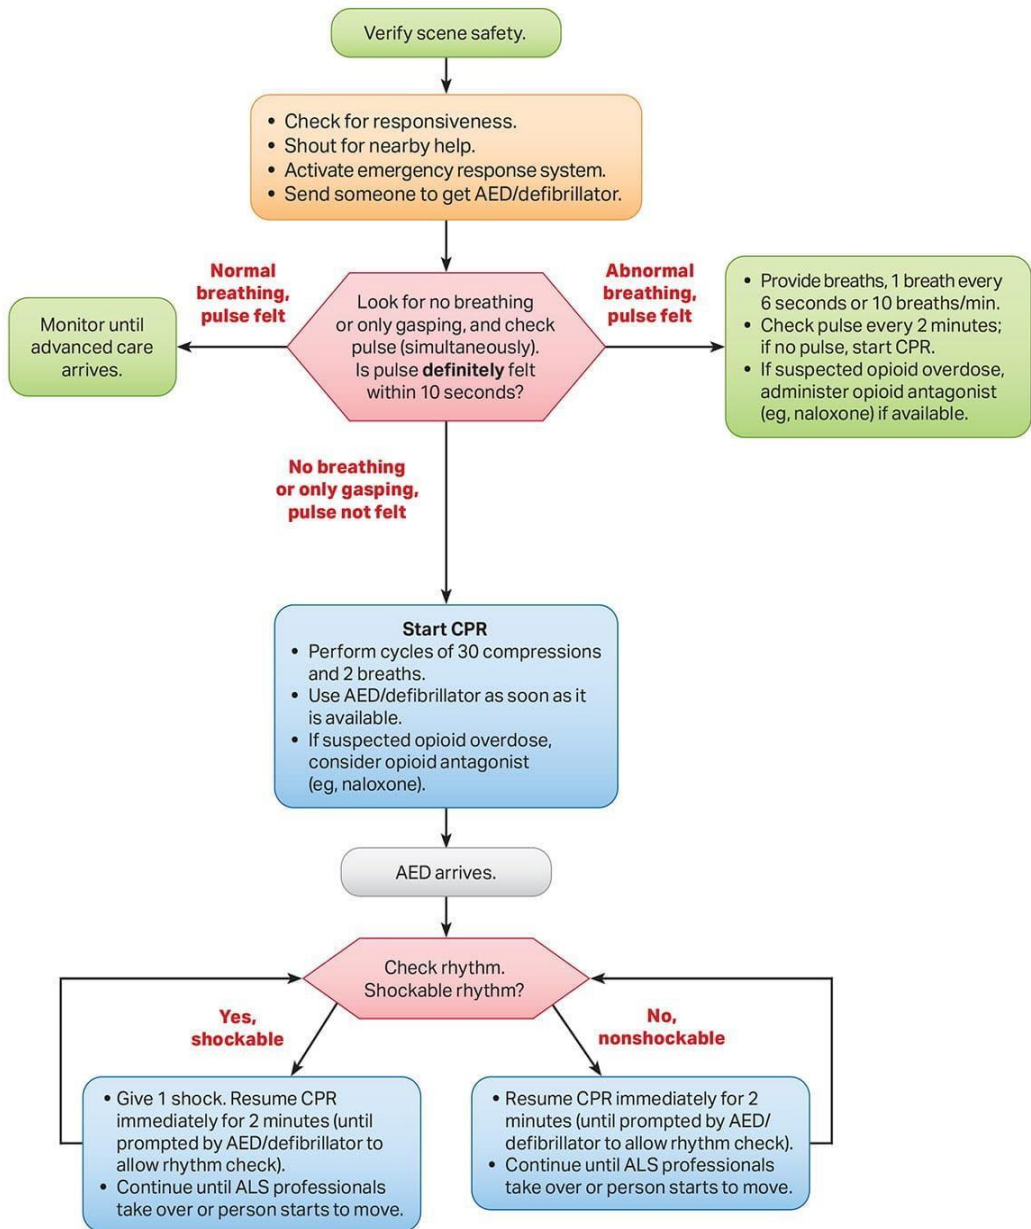 Verify scene safety.
• Check for responsiveness.
• Shout for nearby help.
• Activate emergency response system.
• Send someone to get AED/defibrillator.
Normal
breathing,
pulse felt
Abnormal
breathing,
pulse felt
Monitor until
advanced care
arrives.
Look for no breathing
or only gasping, and check
pulse (simultaneously).
Is pulse definitely felt
within 10 seconds?
• Provide breaths, 1 breath every
6 seconds or 10 breaths/min.
• Check pulse every 2 minutes;
if no pulse, start CPR.
• If suspected opioid overdose,
administer opioid antagonist
(eg, naloxone) if available.
No breathing
or only gasping,
pulse not felt
Start CPR
• Perform cycles of 30 compressions
and 2 breaths.
• Use AED/defibrillator as soon as it
is available.
• If suspected opioid overdose,
consider opioid antagonist
(eg, naloxone).
AED arrives.
Check rhythm.
Shockable rhythm?
Yes,
shockable
No,
nonshockable
• Give 1 shock. Resume CPR
immediately for 2 minutes (until
prompted by AED/defibrillator to
allow rhythm check).
• Continue until ALS professionals
take over or person starts to move.
• Resume CPR immediately for 2
minutes (until prompted by AED/
defibrillator to allow rhythm check).
• Continue until ALS professionals
take over or person starts to move.